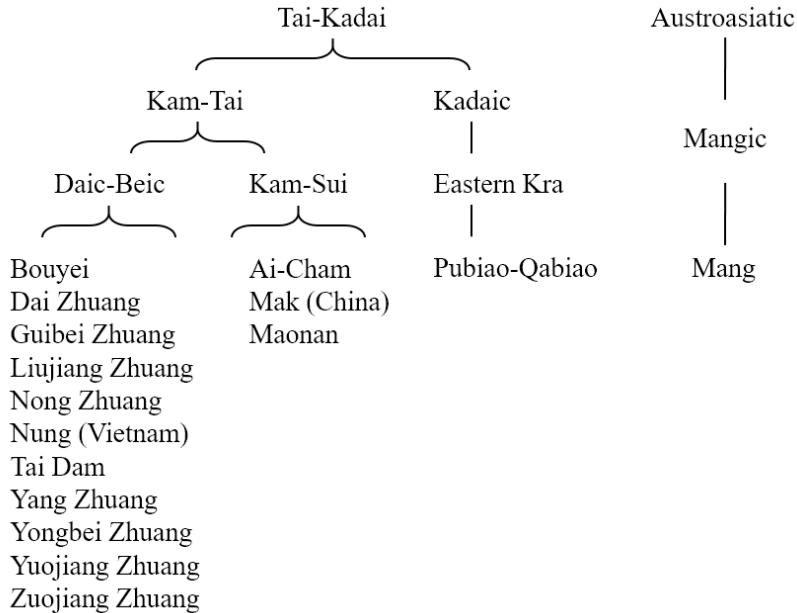 Tai-Kadai
Austroasiatic
Kam-Tai
Kadaic
Mangic
Daic-Beic
Kam-Sui
Eastern Kra
Bouyei
Dai Zhuang
Guibei Zhuang
Liujiang Zhuang
Nong Zhuang
Nung (Vietnam)
Tai Dam
Yang Zhuang
Yongbei Zhuang
Yuojiang Zhuang
Zuojiang Zhuang
Ai-Cham
Mak (China)
Maonan
Pubiao-Qabiao
Mang